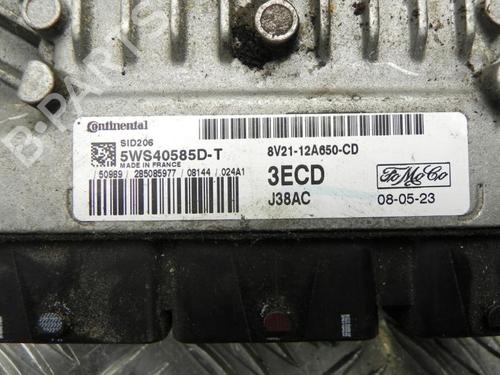 B-PARTS
Continental
SID206
5WS40585D-T
MADE IN FRANCE
8V21-12A650-CD
/ 50989 / 285085977 / 08144 / 024A1
3ECD
J38AC
FoMoCo
08-05-23